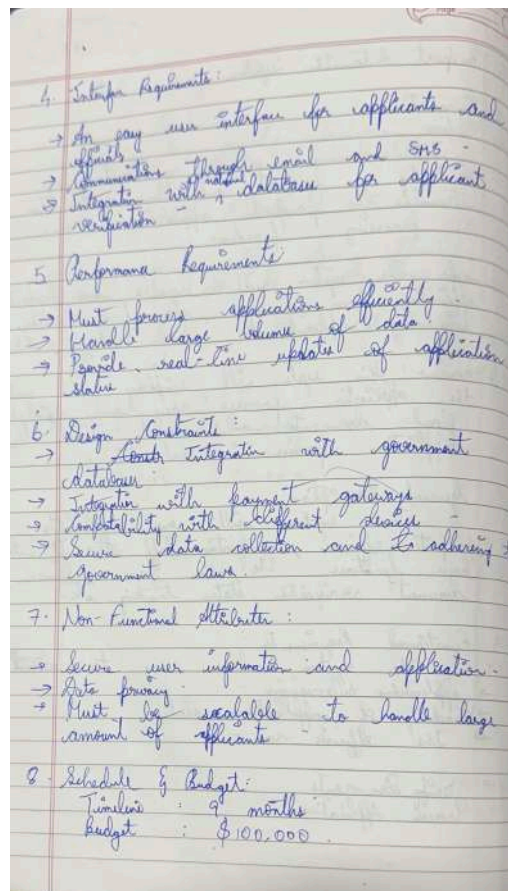 4. Interface Requirements:
→ An easy user interface for applicants and
officials
→ Communications through email and SMS.
→ Integration with national databases for applicant
verification
5. Performance Requirements:
→ Must process applications efficiently.
→ Handle large volume of data.
→ Provide real-time updates of application
status
6. Design Constraints:
→ Integration with government
databases
→ Integration with payment gateways
→ Comfortability with different devices
→ Secure data collection and adhering
government laws.
7. Non-Functional Attributes:
→ Secure user information and application.
→ Data privacy.
→ Must be scalable to handle large
amount of applicants
8. Schedule & Budget:
Timeline : 9 months
Budget : $100,000.